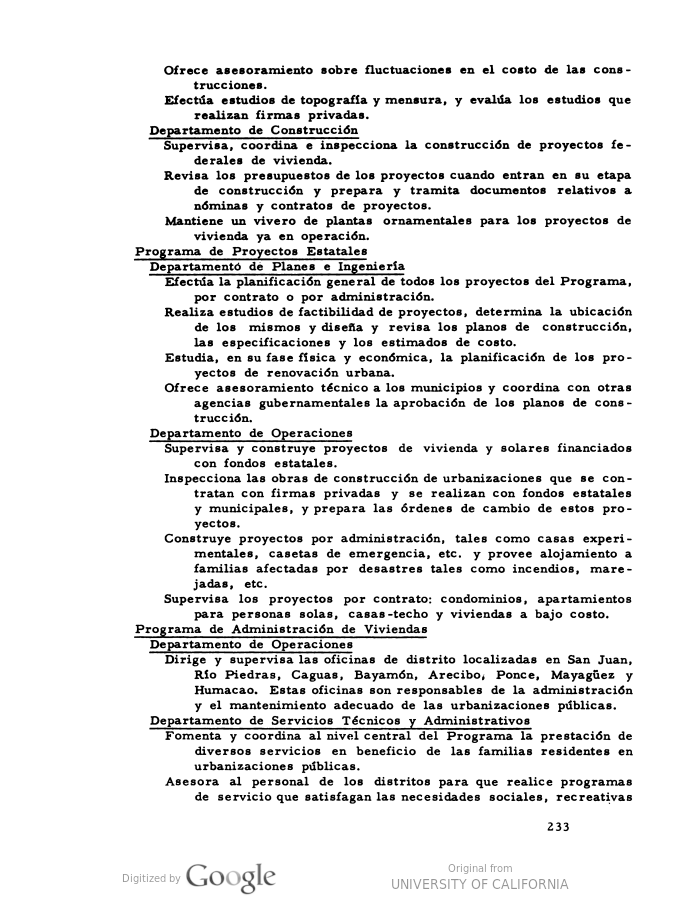 Ofrece asesoramiento sobre fluctuaciones en el costo de las cons-
trucciones.
Efectúa estudios de topografía y mensura, y evalúa los estudios que
realizan firmas privadas.
Departamento de Construcción
Supervisa, coordina e inspecciona la construcción de proyectos fe-
derales de vivienda.
Revisa los presupuestos de los proyectos cuando entran en su etapa
de construcción y prepara y tramita documentos relativos a
nóminas y contratos de proyectos.
Mantiene un vivero de plantas ornamentales para los proyectos de
vivienda ya en operación.
Programa de Proyectos Estatales
Departamentó de Planes e Ingeniería
Efectúa la planificación general de todos los proyectos del Programa,
por contrato o por administración.
Realiza estudios de factibilidad de proyectos, determina la ubicación
de los mismos y diseña y revisa los planos de construcción,
las especificaciones y los estimados de costo.
Estudia, en su fase física y económica, la planificación de los pro-
yectos de renovación urbana.
Ofrece asesoramiento técnico a los municipios y coordina con otras
agencias gubernamentales la aprobación de los planos de cons-
trucción.
Departamento de Operaciones
Supervisa y construye proyectos de vivienda y solares financiados
con fondos estatales.
Inspecciona las obras de construcción de urbanizaciones que se con-
tratan con firmas privadas y se realizan con fondos estatales
y municipales, y prepara las órdenes de cambio de estos pro-
yectos.
Construye proyectos por administración, tales como casas experi-
mentales, casetas de emergencia, etc. y provee alojamiento a
familias afectadas por desastres tales como incendios, mare-
jadas, etc.
Supervisa los proyectos por contrato: condominios, apartamientos
para personas solas, casas-techo y viviendas a bajo costo.
Programa de Administración de Viviendas
Departamento de Operaciones
Dirige y supervisa las oficinas de distrito localizadas en San Juan,
Río Piedras, Caguas, Bayamón, Arecibo, Ponce, Mayagüez y
Humacao. Estas oficinas son responsables de la administración
y el mantenimiento adecuado de las urbanizaciones públicas.
Departamento de Servicios Técnicos y Administrativos
Fomenta y coordina al nivel central del Programa la prestación de
diversos servicios en beneficio de las familias residentes en
urbanizaciones públicas.
Asesora al personal de los distritos para que realice programas
de servicio que satisfagan las necesidades sociales, recreativas
233
Digitized by Google
Original from
UNIVERSITY OF CALIFORNIA